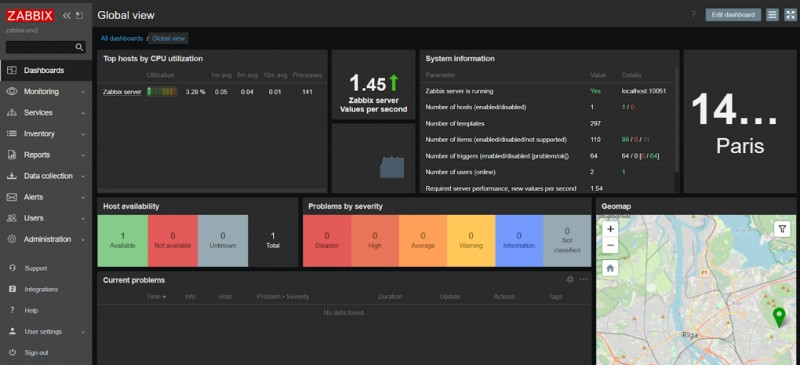 ZABBIX
zabbix-srv2
Dashboards
Monitoring
Services
Inventory
Reports
Data collection
Alerts
Users
Administration
Support
Integrations
? Help
User settings
Sign out
Global view
? Edit dashboard
All dashboards / Global view
Top hosts by CPU utilization
Utilization 1m avg 5m avg 15m avg Processes
Zabbix server 3.28 % 0.05 0.04 0.01 141
1.45
Zabbix server
Values per second
System information
Parameter Value Details
Zabbix server is running Yes localhost:10051
Number of hosts (enabled/disabled) 1 1 / 0
Number of templates 297
Number of items (enabled/disabled/not supported) 110 99 / 0 / 11
Number of triggers (enabled/disabled [problem/ok]) 64 64 / 0 [0 / 64]
Number of users (online) 2 1
Required server performance, new values per second 1.54
14...
Paris
Host availability
1 Available
0 Not available
0 Unknown
1 Total
Problems by severity
0 Disaster
0 High
0 Average
0 Warning
0 Information
0 Not classified
Geomap
+
−
P1
Rīga
Current problems
Time Info Host Problem • Severity Duration Update Actions Tags
No data found